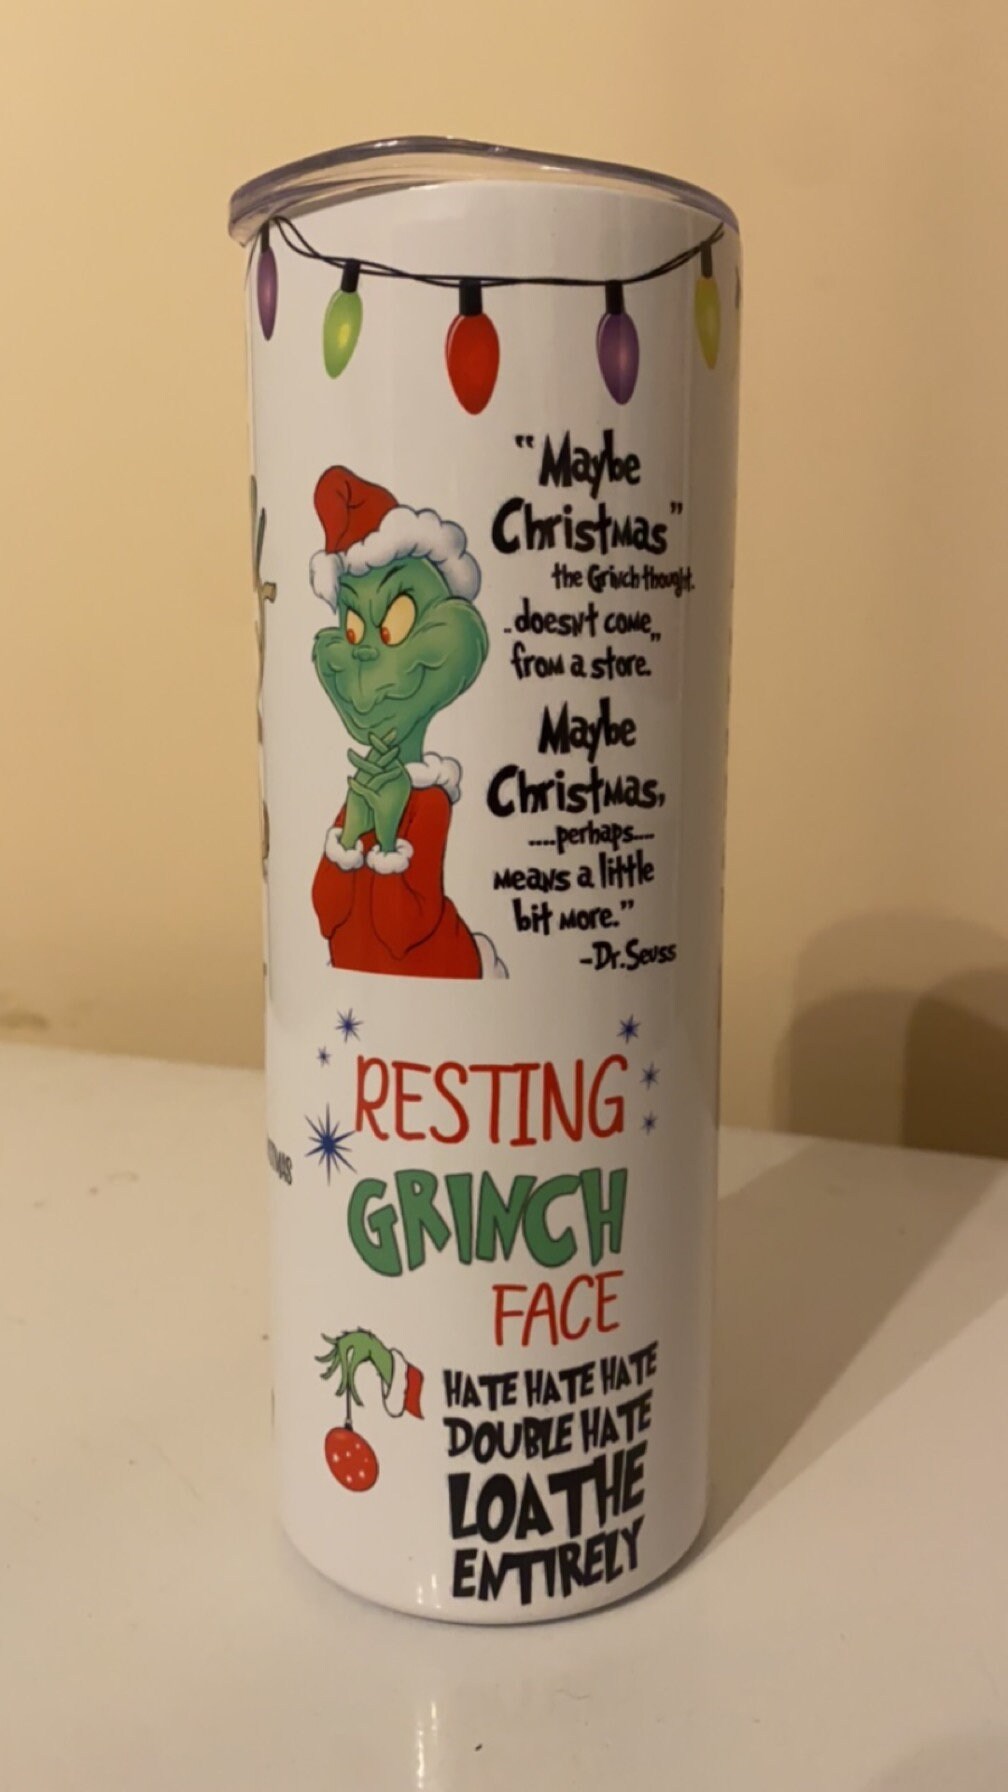 "Maybe
Christmas"
the Grinch thought.
..doesn't come,,
from a store.
Maybe
Christmas,
....perhaps....
means a little
bit more."
-Dr.Seuss
RESTING
GRINCH
FACE
HATE HATE HATE
DOUBLE HATE
LOATHE
ENTIRELY